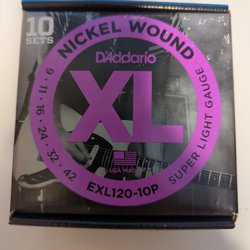 10
SETS
NICKEL WOUND
D'Addario
XL
9 · 11 · 16 · 24 · 32 · 42
USA MADE
SUPER LIGHT GAUGE
EXL120-10P